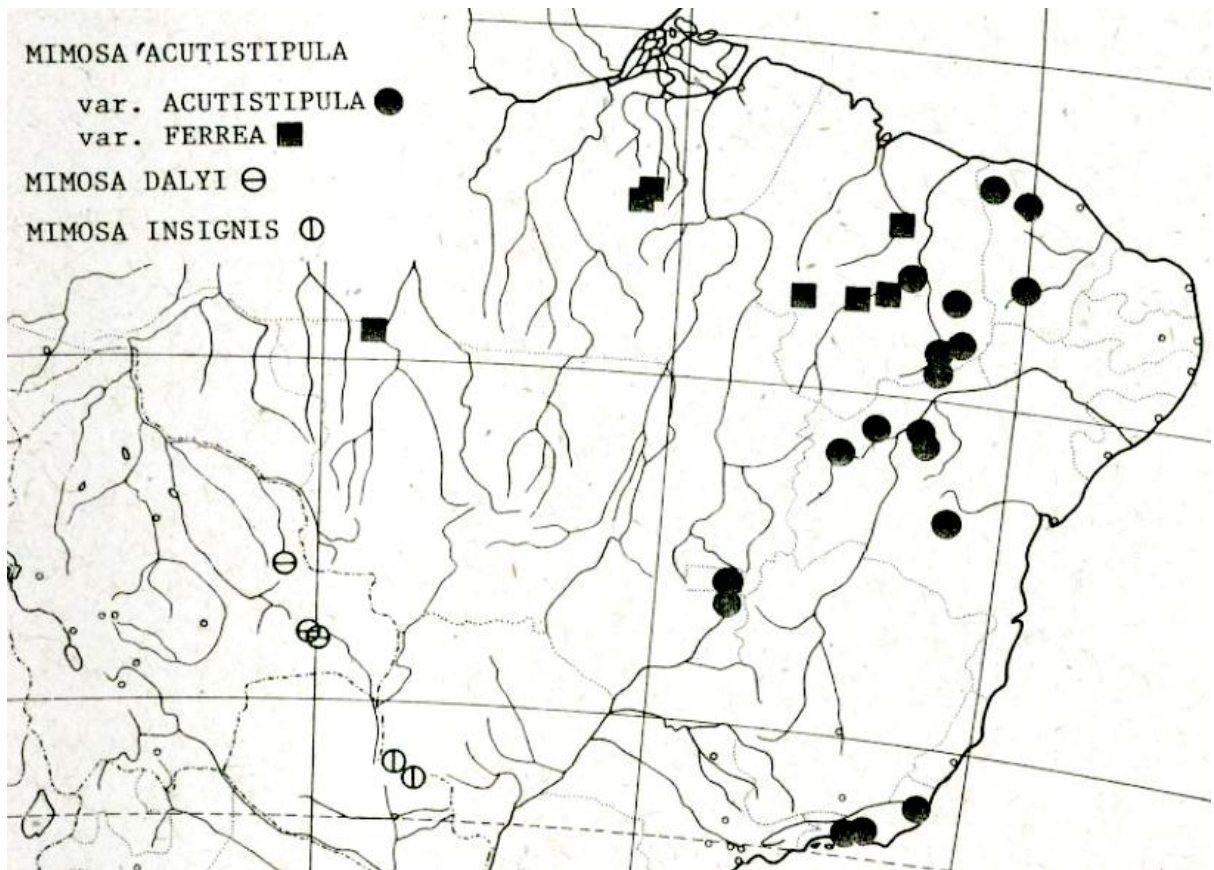 MIMOSA ACUTISTIPULA
var. ACUTISTIPULA
var. FERREA
MIMOSA DALYI
MIMOSA INSIGNIS